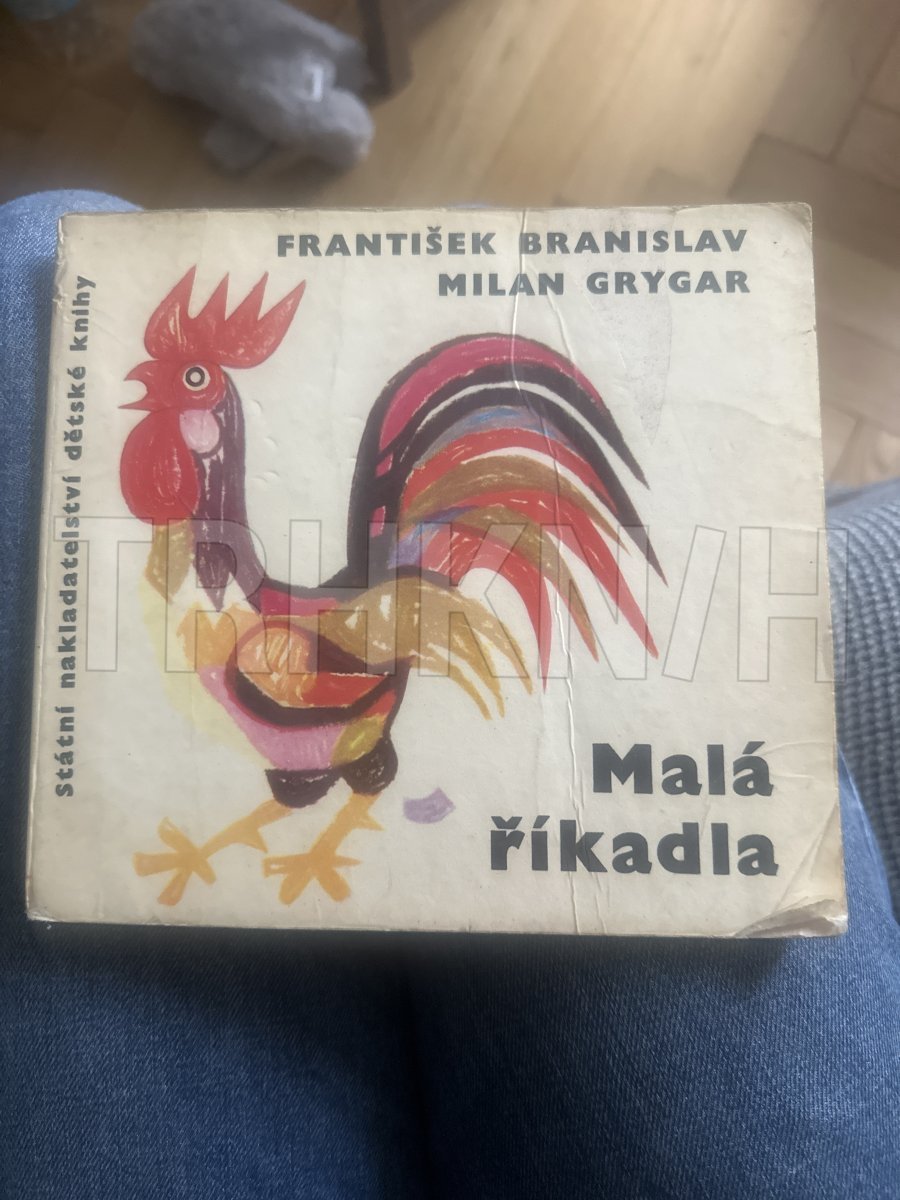 FRANTIŠEK BRANISLAV
MILAN GRYGAR
Státní nakladatelství dětské knihy
TRHKNIH
Malá
říkadla